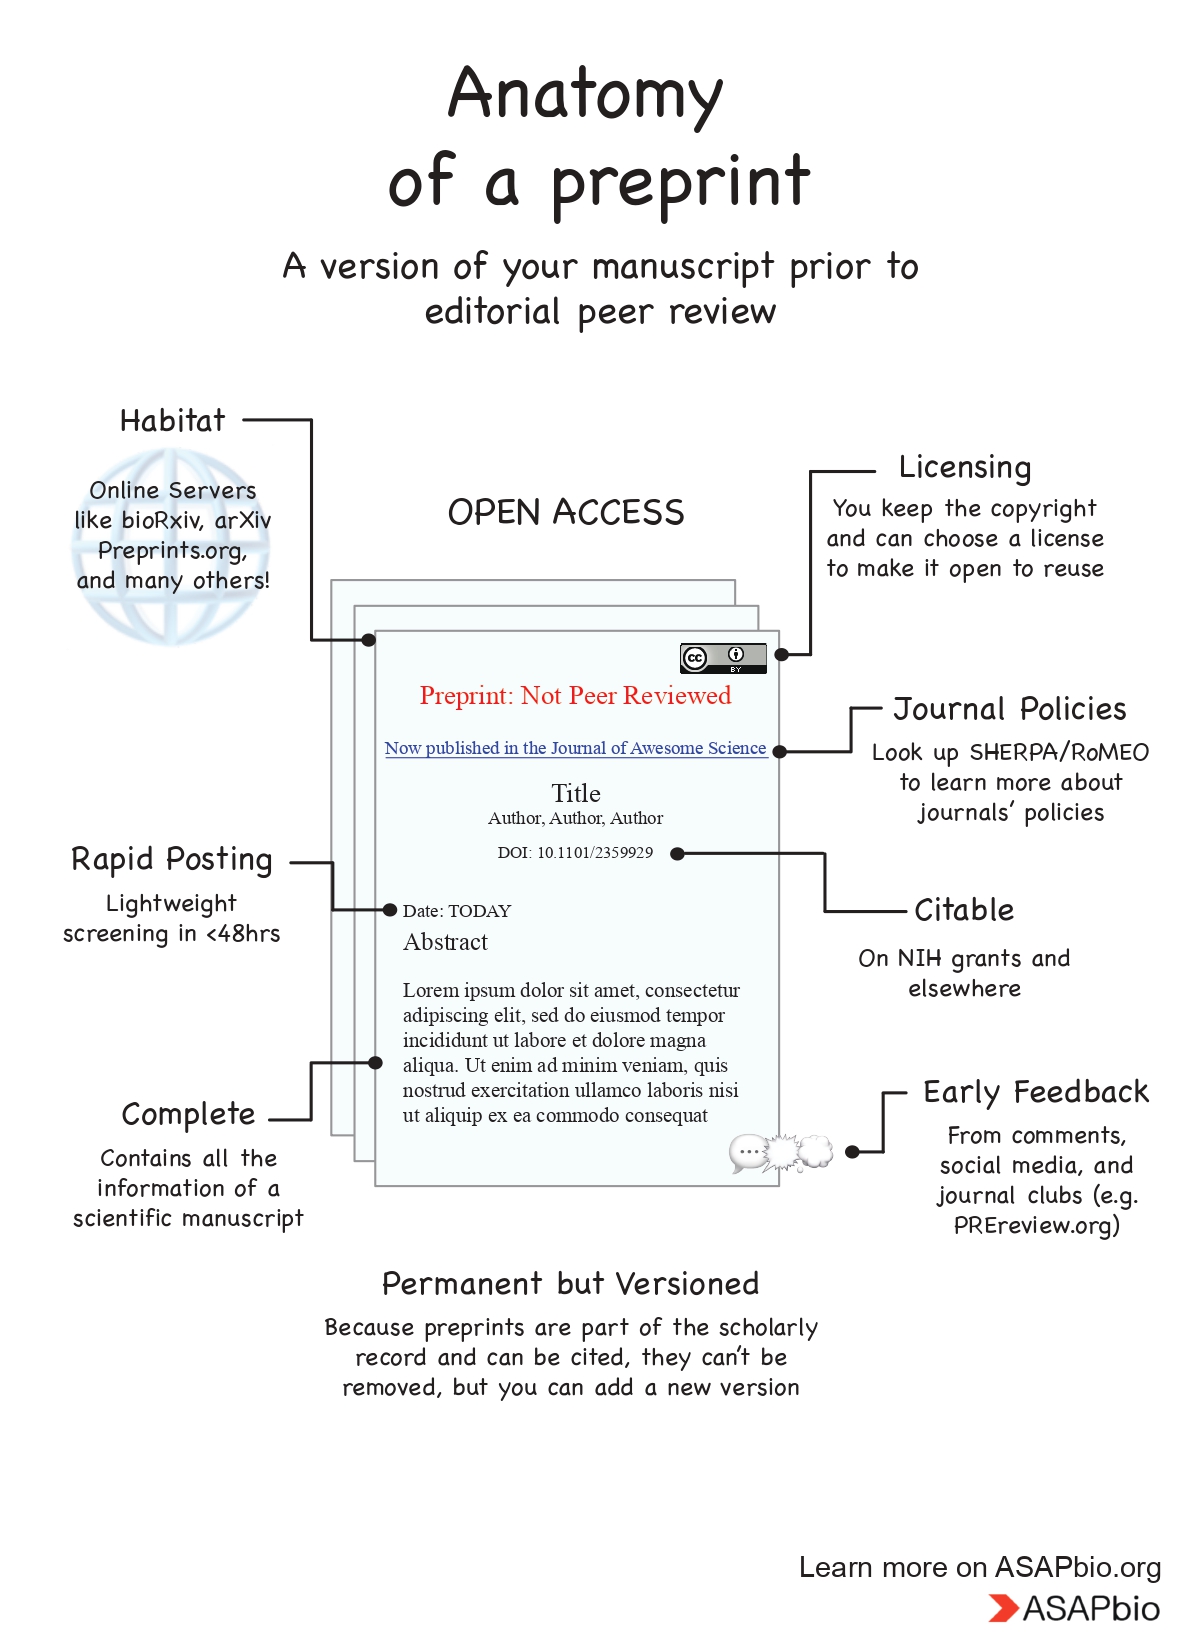 Anatomy
of a preprint
A version of your manuscript prior to
editorial peer review
Habitat
Online Servers
like bioRxiv, arXiv
Preprints.org,
and many others!
OPEN ACCESS
Licensing
You keep the copyright
and can choose a license
to make it open to reuse
cc
BY
Preprint: Not Peer Reviewed
Now published in the Journal of Awesome Science
Journal Policies
Look up SHERPA/RoMEO
to learn more about
journals' policies
Title
Author, Author, Author
DOI: 10.1101/2359929
Rapid Posting
Lightweight
screening in <48hrs
Citable
On NIH grants and
elsewhere
Date: TODAY
Abstract
Lorem ipsum dolor sit amet, consectetur
adipiscing elit, sed do eiusmod tempor
incididunt ut labore et dolore magna
aliqua. Ut enim ad minim veniam, quis
nostrud exercitation ullamco laboris nisi
ut aliquip ex ea commodo consequat
Complete
Contains all the
information of a
scientific manuscript
Early Feedback
From comments,
social media, and
journal clubs (e.g.
PREreview.org)
Permanent but Versioned
Because preprints are part of the scholarly
record and can be cited, they can't be
removed, but you can add a new version
Learn more on ASAPbio.org
ASAPbio